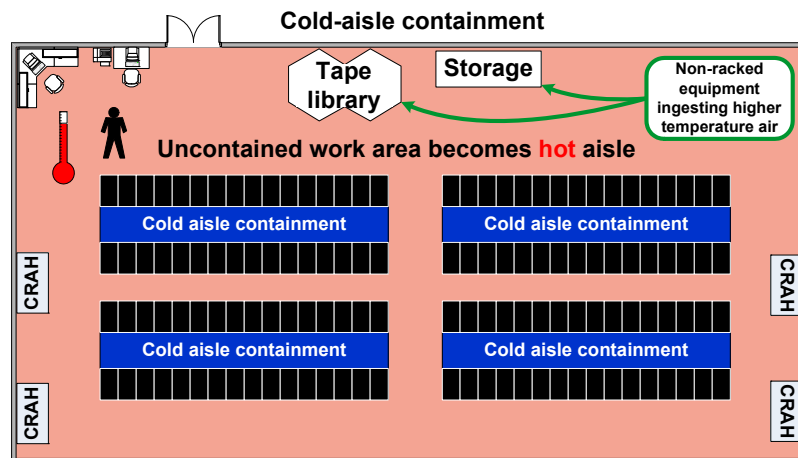 Cold-aisle containment
Tape
library
Storage
Non-racked
equipment
ingesting higher
temperature air
Uncontained work area becomes hot aisle
Cold aisle containment
Cold aisle containment
CRAH
CRAH
Cold aisle containment
Cold aisle containment
CRAH
CRAH